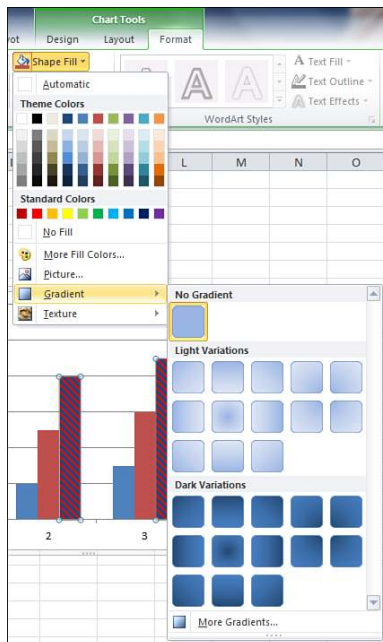 Chart Tools
ot Design Layout Format
Shape Fill
Text Fill
Text Outline
Text Effects
WordArt Styles
Automatic
Theme Colors
L M N O
Standard Colors
No Fill
More Fill Colors...
Picture...
Gradient
Texture
No Gradient
Light Variations
Dark Variations
More Gradients...
2 3